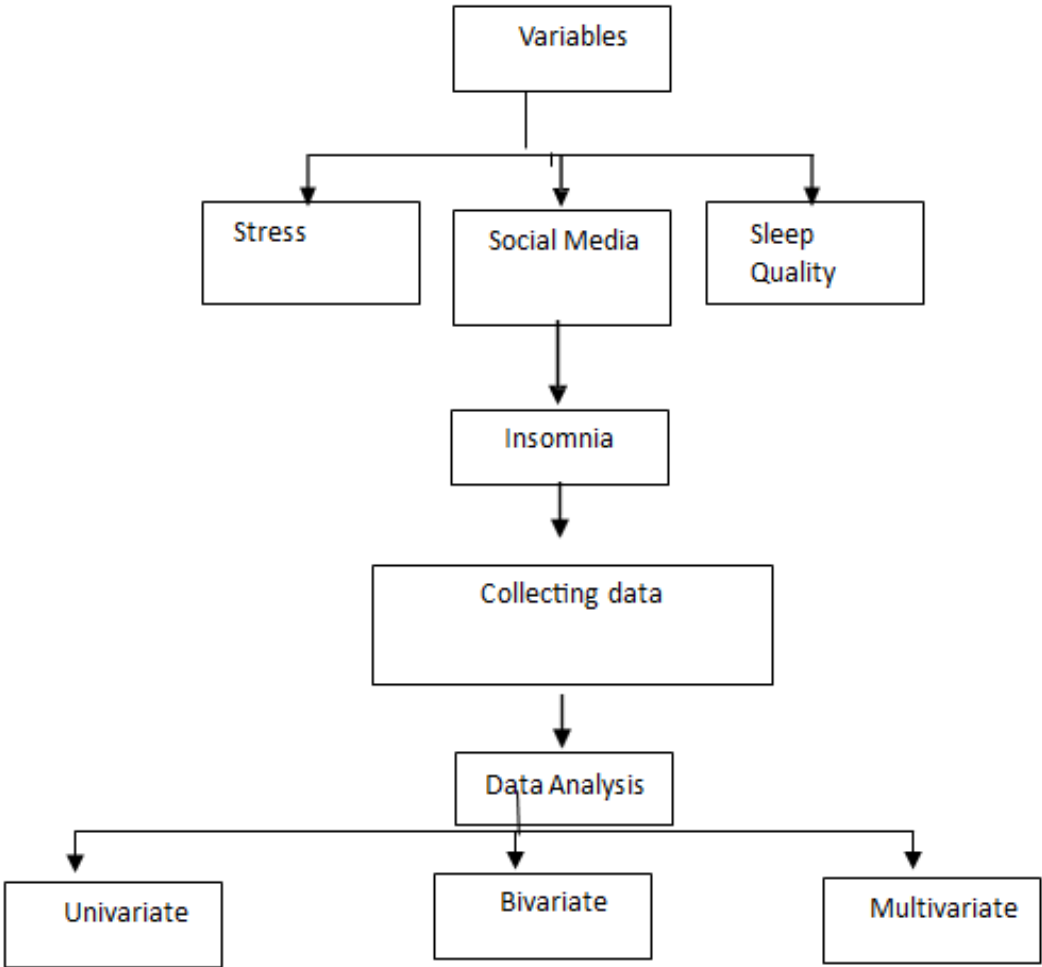 Variables
Stress
Social Media
Sleep
Quality
Insomnia
Collecting data
Data Analysis
Univariate
Bivariate
Multivariate